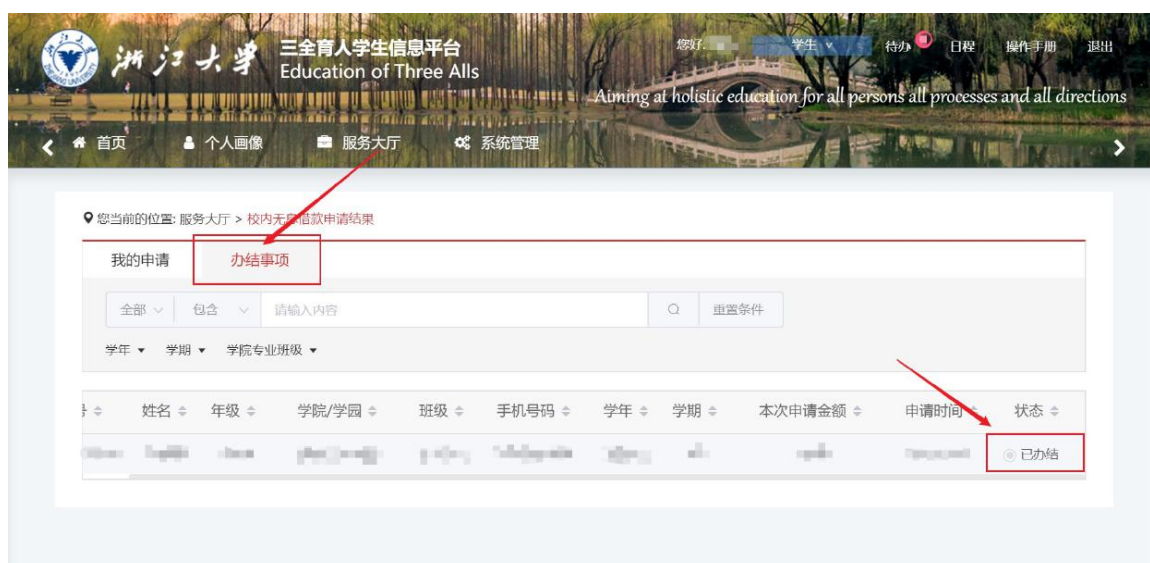 浙江大学
三全育人学生信息平台
Education of Three Alls
您好. 学生 待办 日程 操作手册 退出
Aiming at holistic education for all persons all processes and all directions
首页 个人画像 服务大厅 系统管理
您当前的位置: 服务大厅 > 校内无息借款申请结果
我的申请 办结事项
全部 包含 请输入内容 重置条件
学年 学期 学院专业班级
姓名 年级 学院/学园 班级 手机号码 学年 学期 本次申请金额 申请时间 状态
已办结